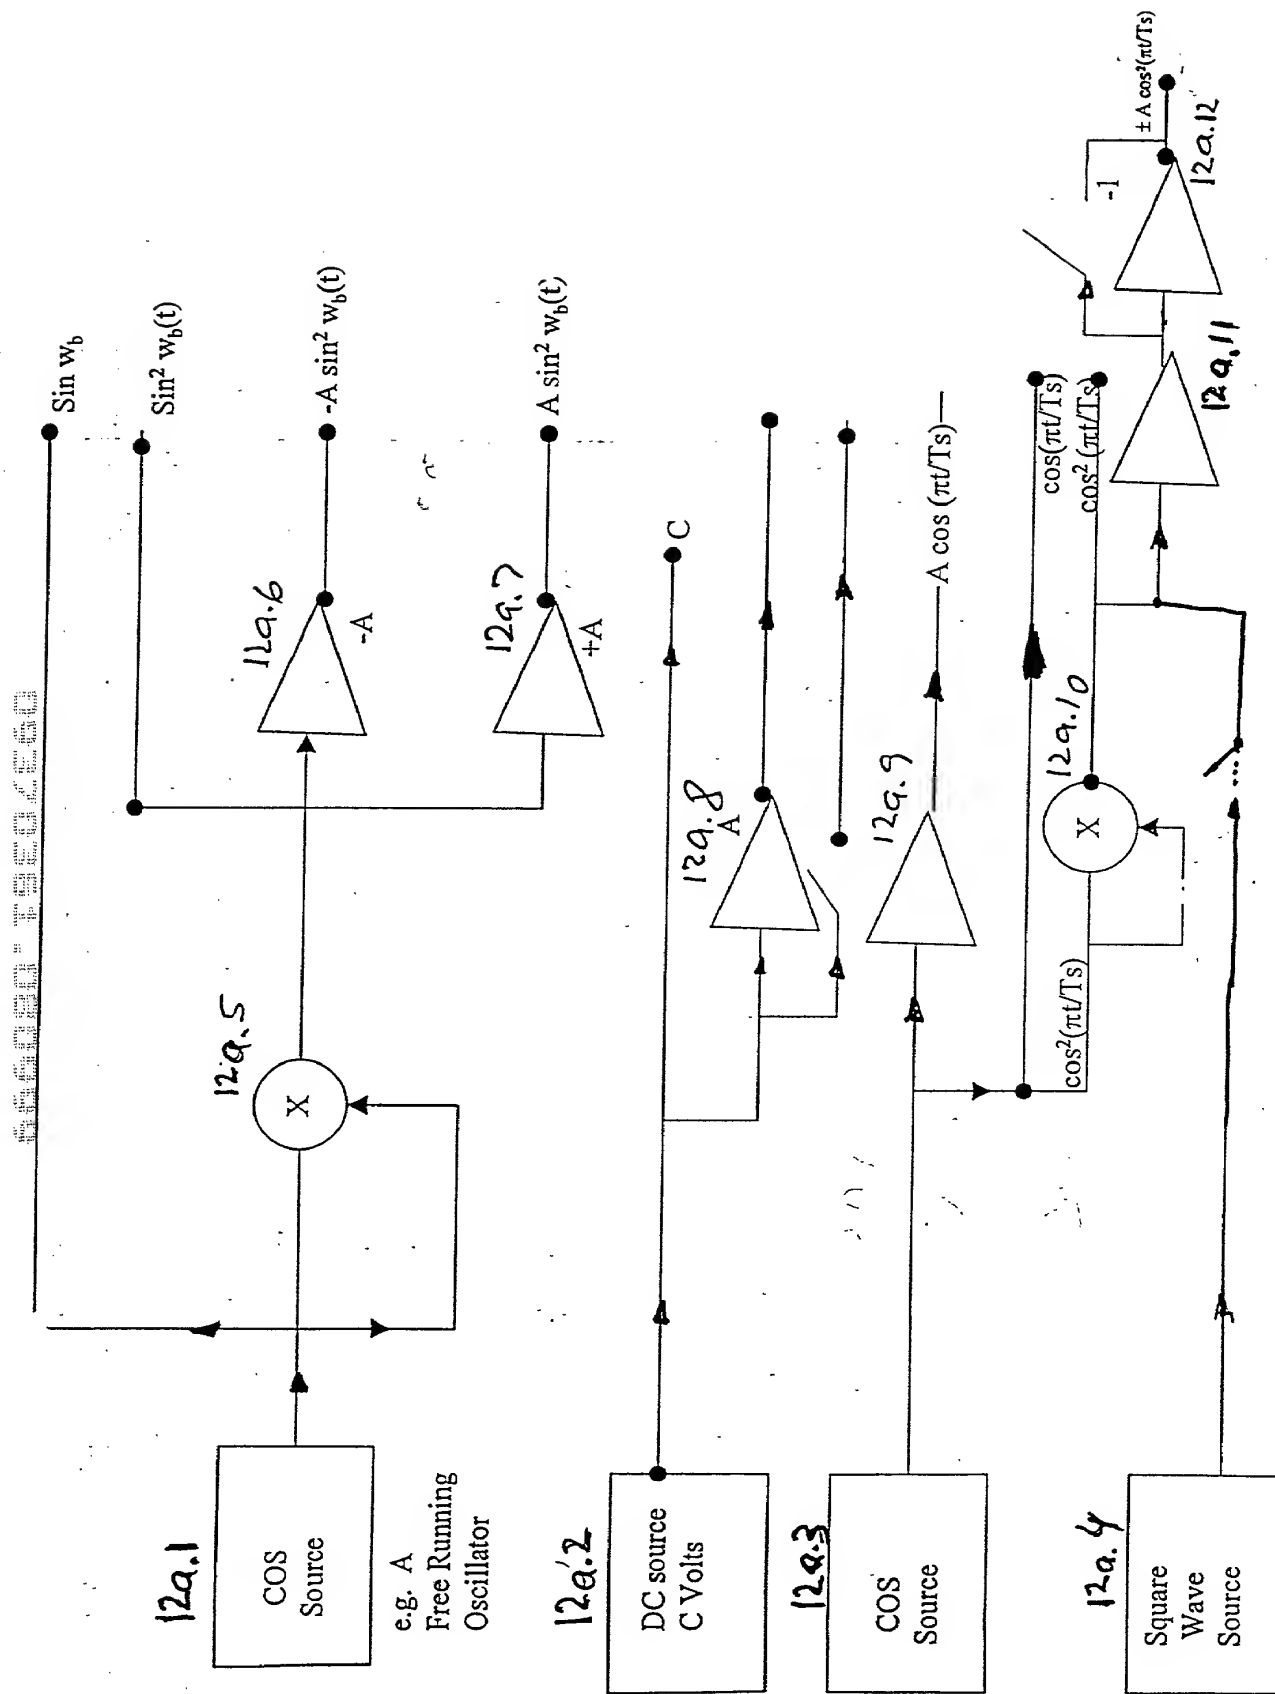 Sin w_b
Sin² w_b(t)
12a.5
X
12a.6
-A
-A sin² w_b(t)
12a.7
+A
A sin² w_b(t)
12a.1
COS
Source
e.g. A
Free Running
Oscillator
12a.2
DC source
C Volts
C
12a.8
A
12a.3
COS
Source
12a.9
A cos (πt/Ts)
cos(πt/Ts)
cos²(πt/Ts)
12a.10
X
cos² (πt/Ts)
12a.4
Square
Wave
Source
12a.11
-1
12a.12
± A cos²(πt/Ts)